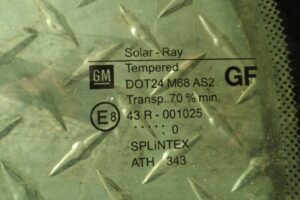 Solar - Ray
Tempered
GM DOT24 M68 AS2 GF
Transp. 70 % min.
E8 43 R - 001025
..... 0
SPLiNTEX
ATH 343